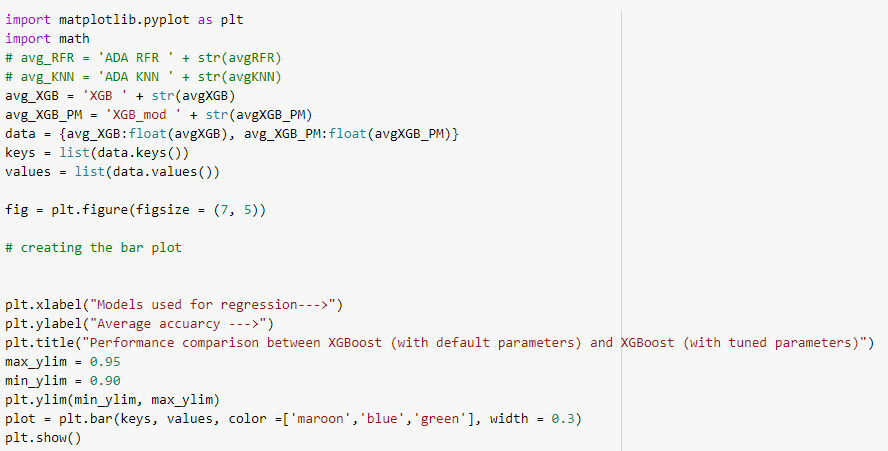 import matplotlib.pyplot as plt
import math
# avg_RFR = 'ADA RFR ' + str(avgRFR)
# avg_KNN = 'ADA KNN ' + str(avgKNN)
avg_XGB = 'XGB ' + str(avgXGB)
avg_XGB_PM = 'XGB_mod ' + str(avgXGB_PM)
data = {avg_XGB:float(avgXGB), avg_XGB_PM:float(avgXGB_PM)}
keys = list(data.keys())
values = list(data.values())
fig = plt.figure(figsize = (7, 5))
# creating the bar plot
plt.xlabel("Models used for regression--->")
plt.ylabel("Average accuarcy --->")
plt.title("Performance comparison between XGBoost (with default parameters) and XGBoost (with tuned parameters)")
max_ylim = 0.95
min_ylim = 0.90
plt.ylim(min_ylim, max_ylim)
plot = plt.bar(keys, values, color =['maroon','blue','green'], width = 0.3)
plt.show()